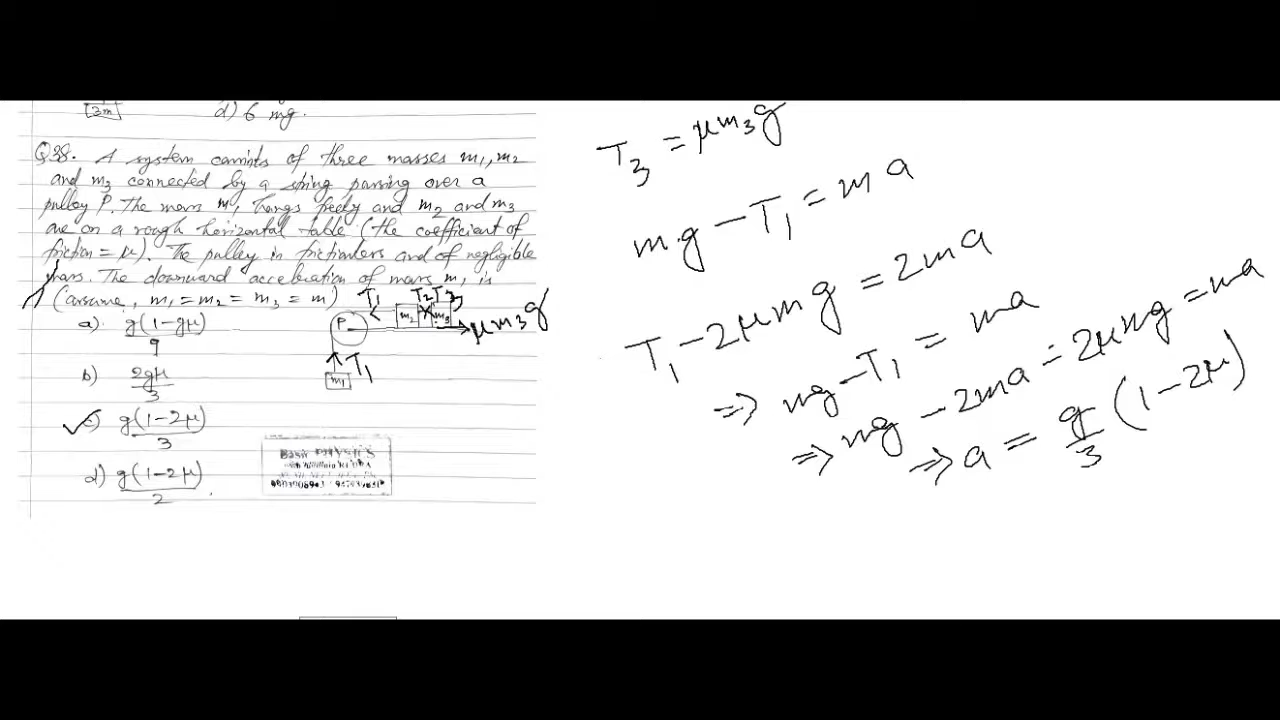 3m d) 6 mg.
Q38. A system consists of three masses m1, m2
and m3 connected by a string passing over a
pulley P. The mass m1 hangs freely and m2 and m3
are on a rough horizontal table (the coefficient of
friction = μ). The pulley is frictionless and of negligible
mass. The downward acceleration of mass m1 is
(assume, m1 = m2 = m3 = m)
a) g(1-gμ)/9
b) 2gμ/3
c) g(1-2μ)/3
d) g(1-2μ)/2
T1 T2 T3
P m2 m3 μm3g
T1
m1
Basic Physics
T3 = μm3g
mg - T1 = ma
T1 - 2μmg = 2ma
⇒ mg - T1 = ma
⇒ mg - 2ma - 2μmg = ma
⇒ a = g/3 (1-2μ)